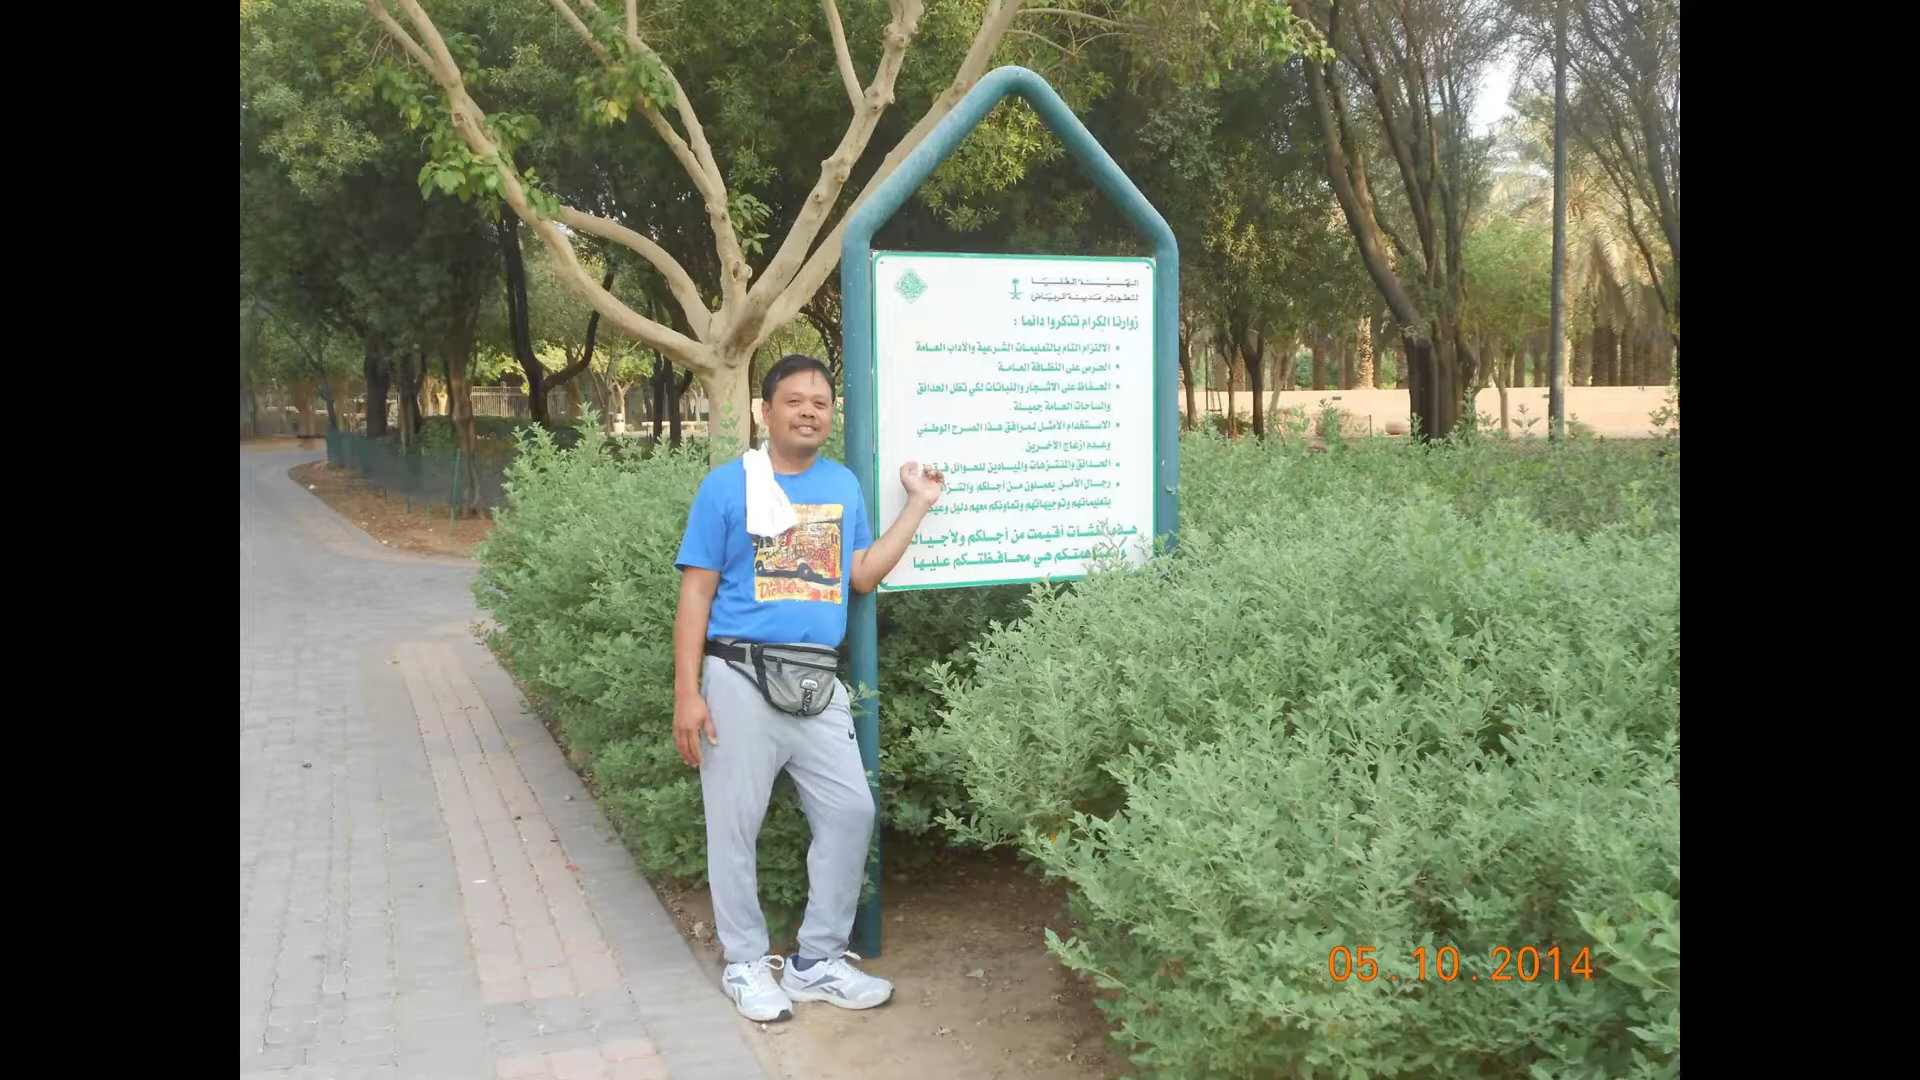 الهيئة العليا
لتطوير مدينة الرياض
زوارنا الكرام تذكروا دائما :
• الالتزام التام بالتعليمات الشرعية والآداب العامة
• الحرص على النظافة العامة
• الحفاظ على الأشجار والنباتات لكي تظل الحدائق
والساحات العامة جميلة .
• الاستخدام الأمثل لمرافق هذا الصرح الوطني
وعدم ازعاج الآخرين
• الحدائق والمنتزهات والميادين للعوائل فقط
• رجال الأمن يعملون من أجلكم
بتعليماتهم وتوجيهاتهم وتعاونكم معهم دليل
هذه المنشآت أقيمت من أجلكم
هي محافظتكم عليها
05.10.2014